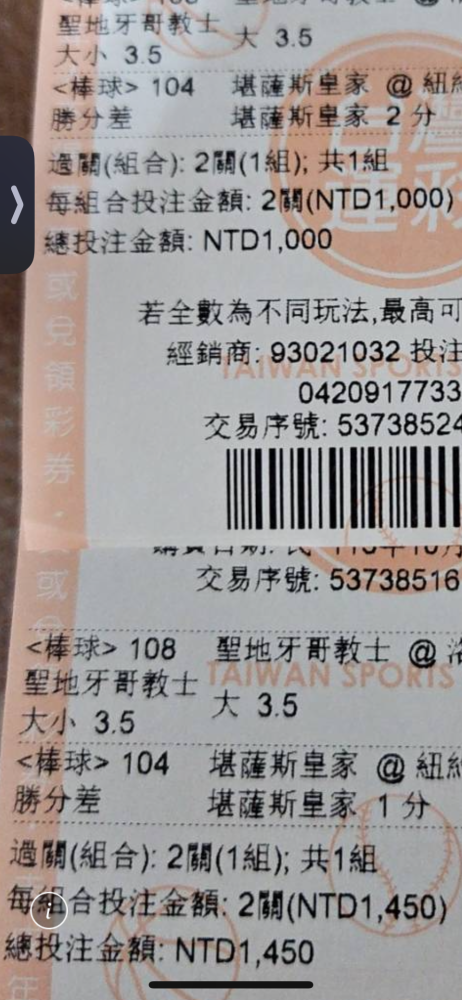 聖地牙哥教士
大小 3.5
大 3.5
<棒球> 104 堪薩斯皇家 @ 紐
勝分差 堪薩斯皇家 2 分
過關(組合): 2關(1組); 共1組
每組合投注金額: 2關(NTD1,000)
總投注金額: NTD1,000
若全數為不同玩法,最高可
經銷商: 93021032 投注
TAIWAN SPORTS
0420917733
交易序號: 53738524
或兌領彩券
交易序號: 53738516
<棒球> 108 聖地牙哥教士 @ 洛
聖地牙哥教士
大小 3.5
大 3.5
TAIWAN SPORTS
<棒球> 104 堪薩斯皇家 @ 紐
勝分差 堪薩斯皇家 1 分
過關(組合): 2關(1組); 共1組
每組合投注金額: 2關(NTD1,450)
總投注金額: NTD1,450